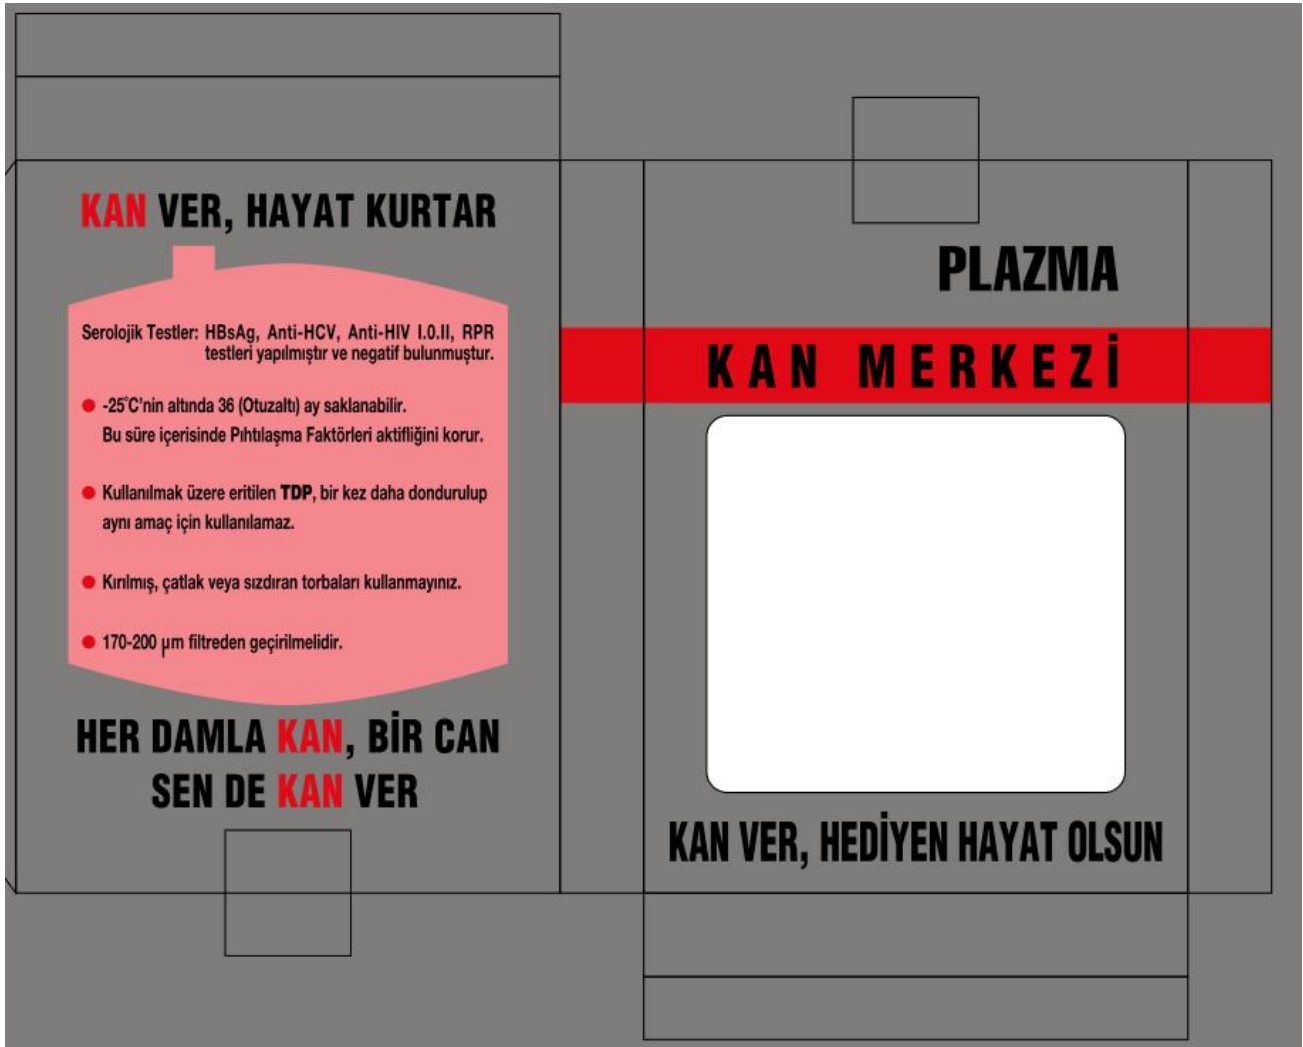 KAN VER, HAYAT KURTAR
Serolojik Testler: HBsAg, Anti-HCV, Anti-HIV I.0.II, RPR
testleri yapılmıştır ve negatif bulunmuştur.
-25°C'nin altında 36 (Otuzaltı) ay saklanabilir.
Bu süre içerisinde Pıhtılaşma Faktörleri aktifliğini korur.
Kullanılmak üzere eritilen TDP, bir kez daha dondurulup
aynı amaç için kullanılamaz.
Kırılmış, çatlak veya sızdıran torbaları kullanmayınız.
170-200 µm filtreden geçirilmelidir.
HER DAMLA KAN, BİR CAN
SEN DE KAN VER
PLAZMA
KAN MERKEZİ
KAN VER, HEDİYEN HAYAT OLSUN